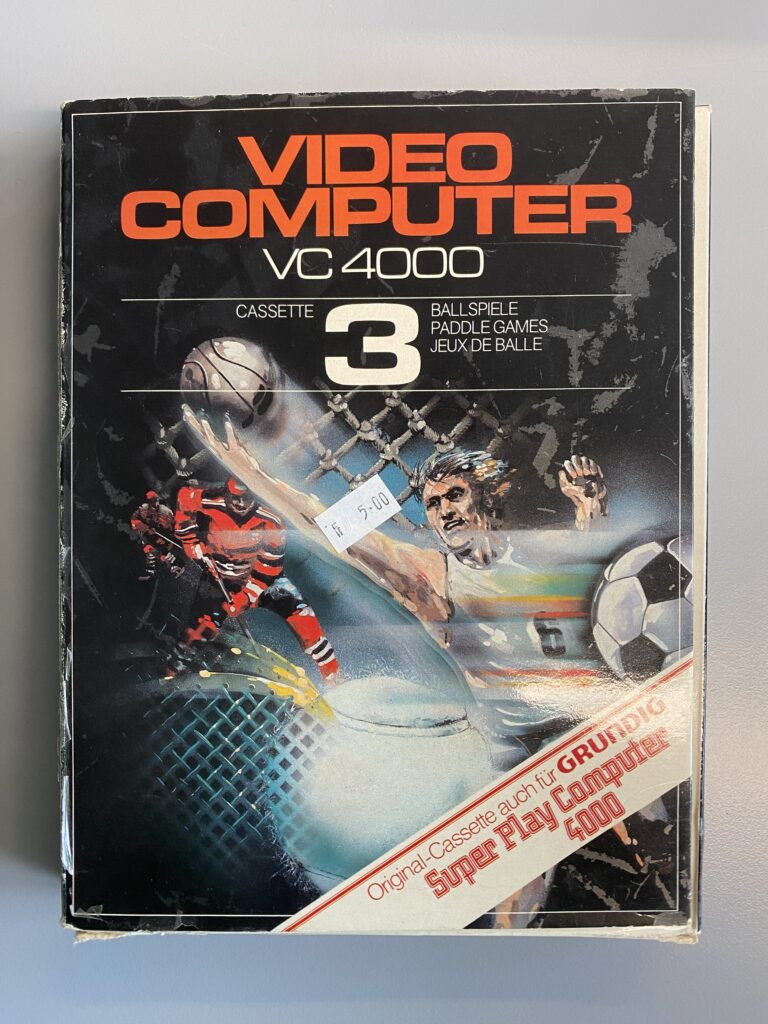 VIDEO
COMPUTER
VC 4000
CASSETTE
3
BALLSPIELE
PADDLE GAMES
JEUX DE BALLE
5.00
6
Original-Cassette auch für GRUNDIG
Super Play Computer
4000